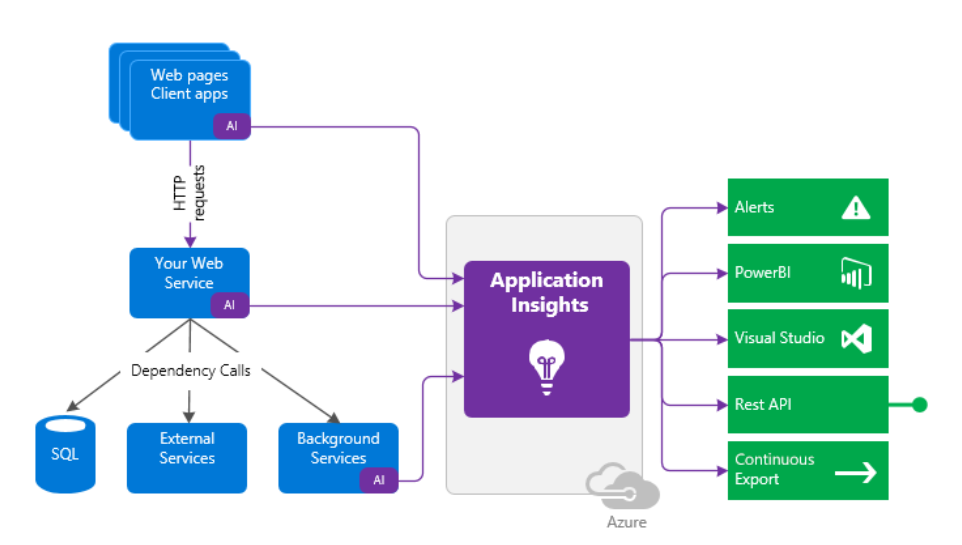 Web pages
Client apps
AI
HTTP
requests
Your Web
Service
AI
Dependency Calls
SQL
External
Services
Background
Services
AI
Application
Insights
Azure
Alerts
PowerBI
Visual Studio
Rest API
Continuous
Export